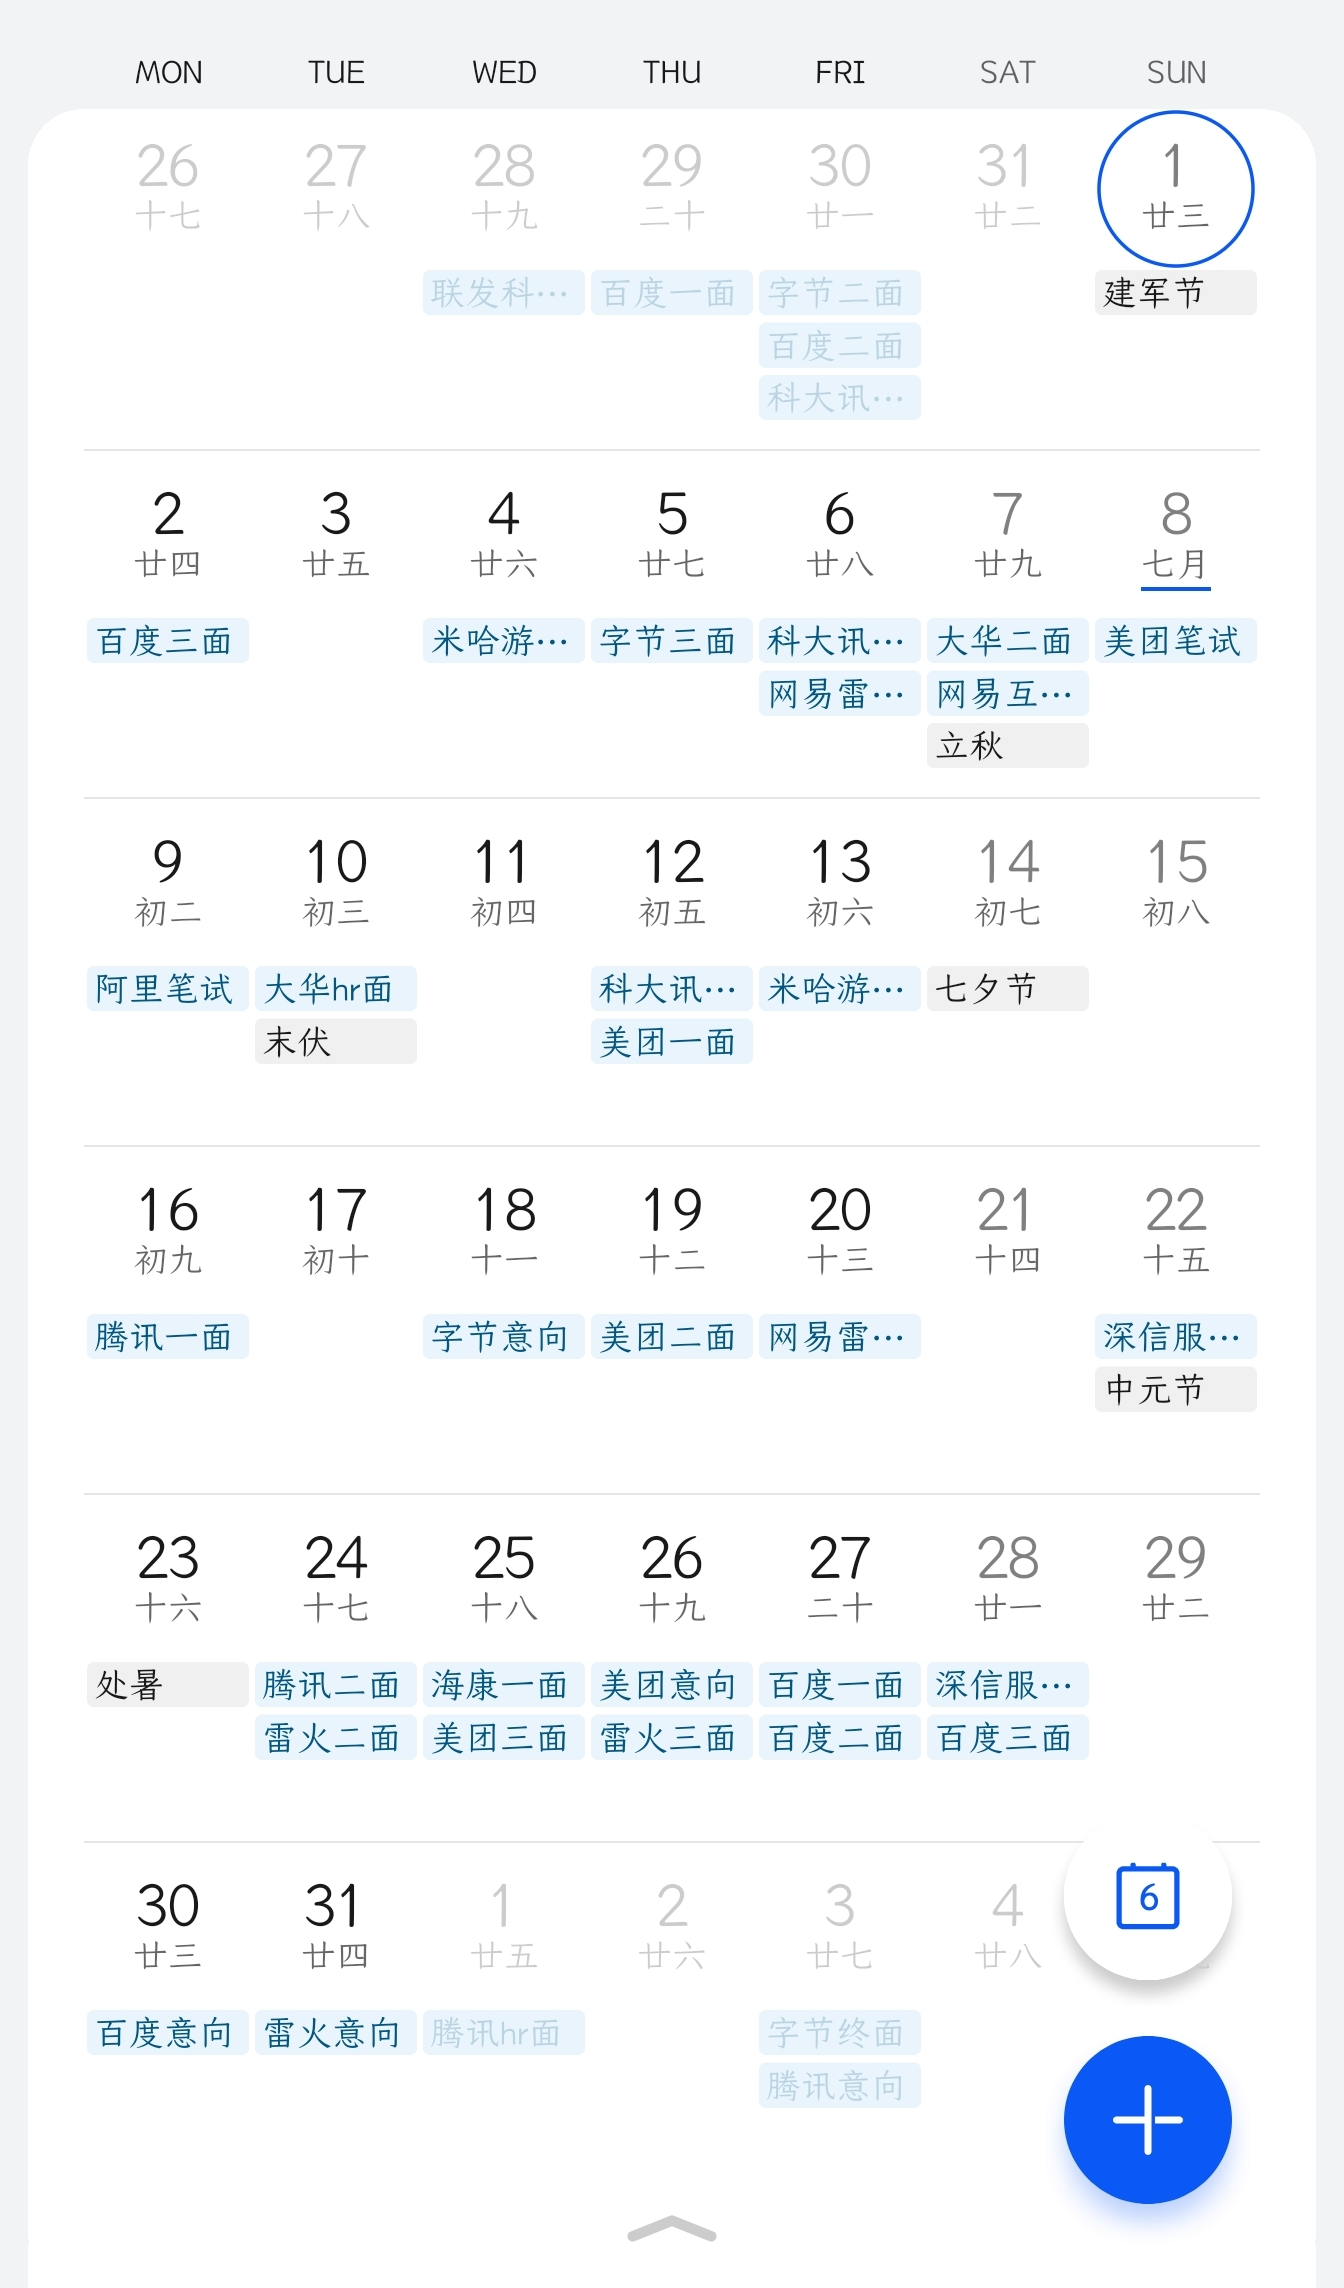 MON TUE WED THU FRI SAT SUN
26 27 28 29 30 31 1
十七 十八 十九 二十 廿一 廿二 廿三
联发科… 百度一面 字节二面 建军节
百度二面
科大讯…
2 3 4 5 6 7 8
廿四 廿五 廿六 廿七 廿八 廿九 七月
百度三面 米哈游… 字节三面 科大讯… 大华二面 美团笔试
网易雷… 网易互…
立秋
9 10 11 12 13 14 15
初二 初三 初四 初五 初六 初七 初八
阿里笔试 大华hr面 科大讯… 米哈游… 七夕节
末伏 美团一面
16 17 18 19 20 21 22
初九 初十 十一 十二 十三 十四 十五
腾讯一面 字节意向 美团二面 网易雷… 深信服…
中元节
23 24 25 26 27 28 29
十六 十七 十八 十九 二十 廿一 廿二
处暑 腾讯二面 海康一面 美团意向 百度一面 深信服…
雷火二面 美团三面 雷火三面 百度二面 百度三面
30 31 1 2 3 4 6
廿三 廿四 廿五 廿六 廿七 廿八
百度意向 雷火意向 腾讯hr面 字节终面
腾讯意向